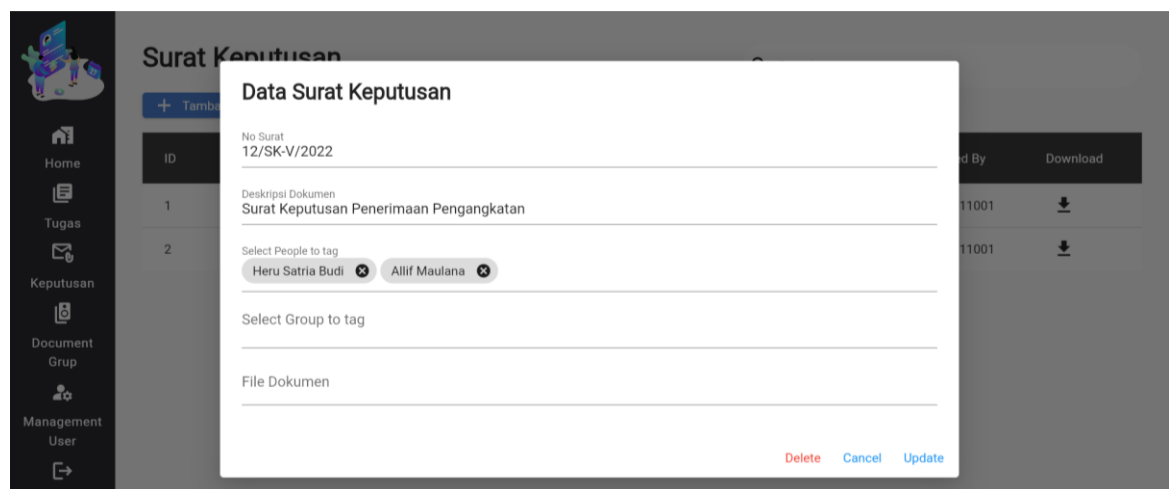 Surat Keputusan
Home
Tugas
Keputusan
Document
Grup
Management
User
ID
Download
1
11001
2
11001
Data Surat Keputusan
No Surat
12/SK-V/2022
Deskripsi Dokumen
Surat Keputusan Penerimaan Pengangkatan
Select People to tag
Heru Satria Budi Allif Maulana
Select Group to tag
File Dokumen
Delete Cancel Update